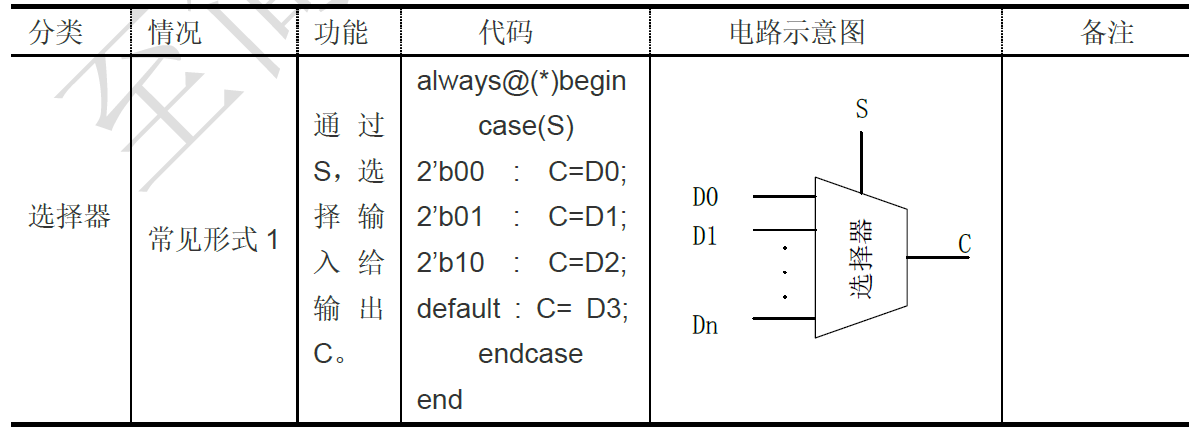 分类 情况 功能 代码 电路示意图 备注
选择器
常见形式 1
通过
S，选
择输
入给
输出
C。
always@(*)begin
case(S)
2’b00 : C=D0;
2’b01 : C=D1;
2’b10 : C=D2;
default : C= D3;
endcase
end
S
D0
D1
选择器
C
Dn